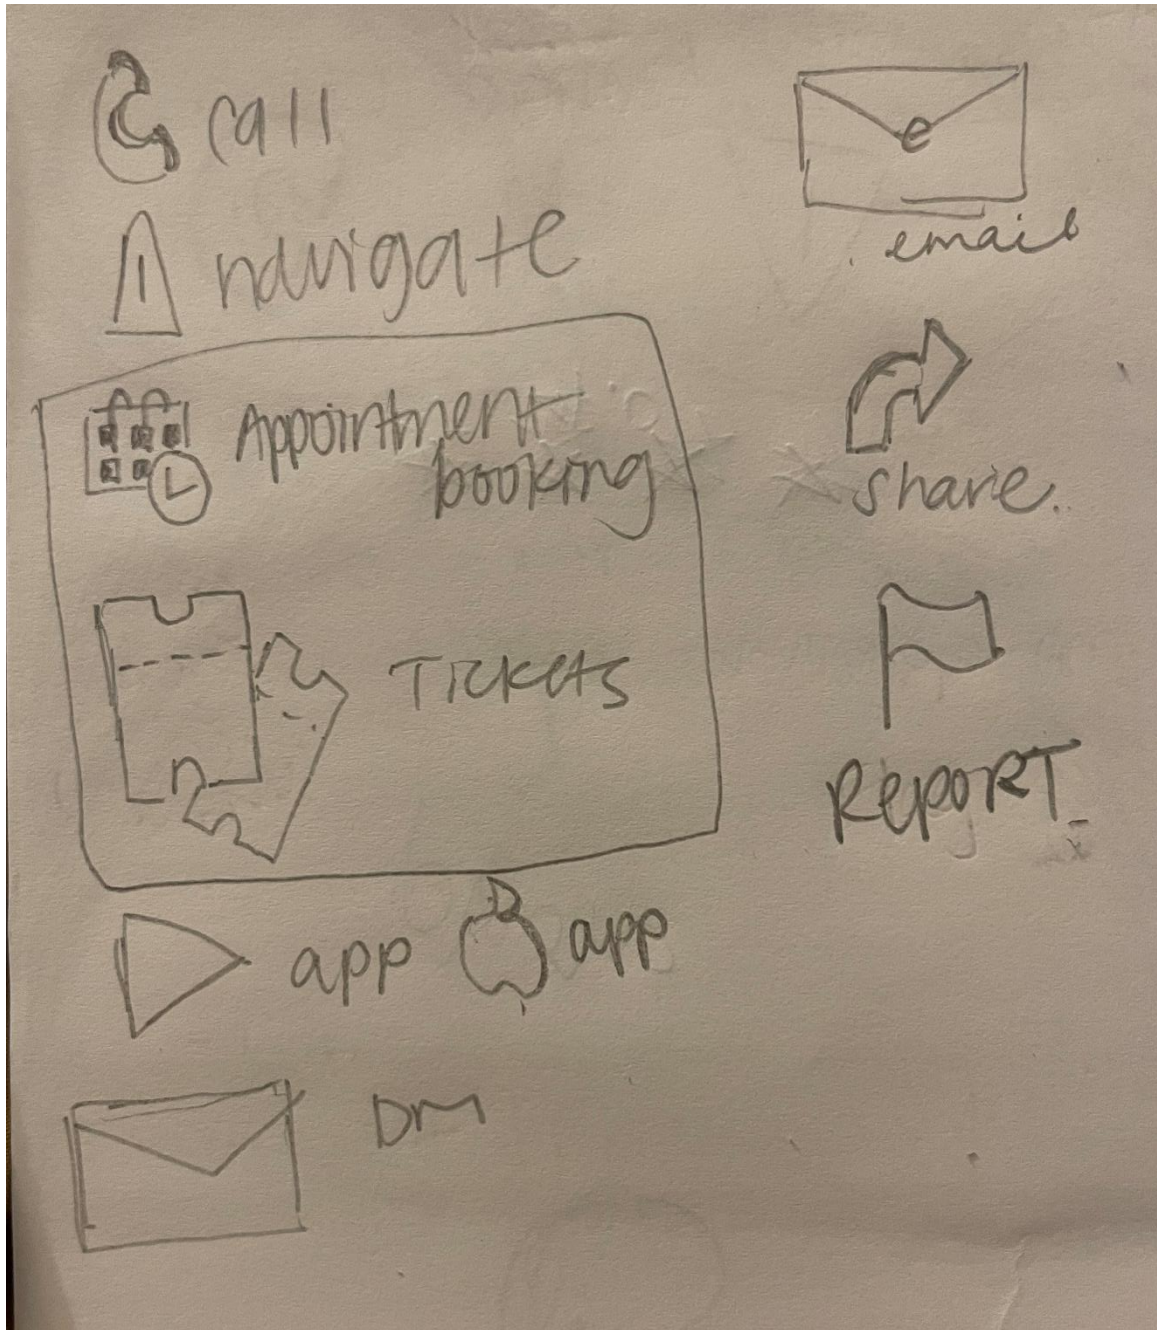 call
navigate
Appointment
booking
Tickets
app app
DM
e
email
share.
REPORT